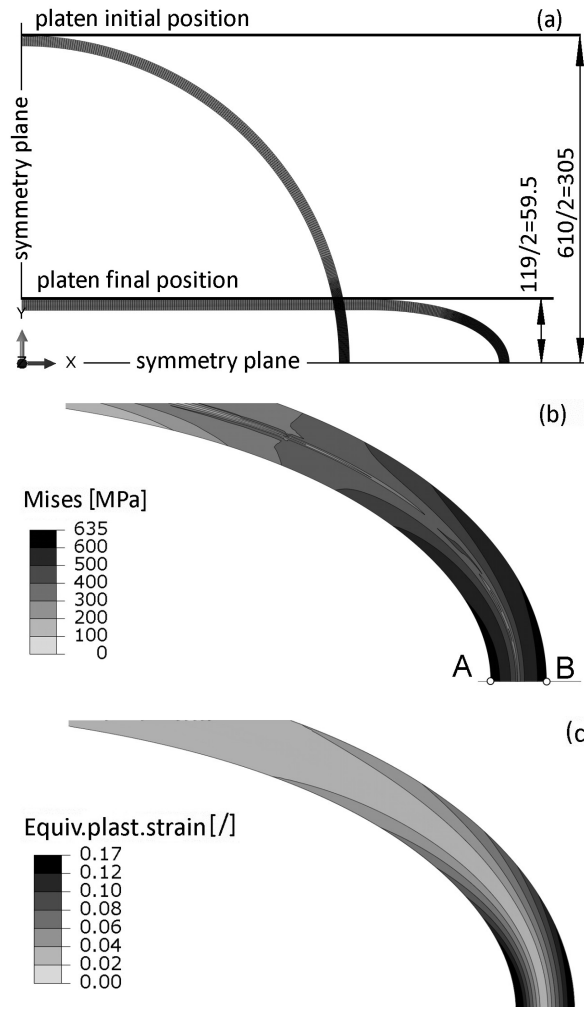 platen initial position
(a)
symmetry plane
610/2=305
119/2=59.5
platen final position
Y
X
symmetry plane
(b)
Mises [MPa]
635
600
500
400
300
200
100
0
A
B
(c
Equiv.plast.strain[/]
0.17
0.12
0.10
0.08
0.06
0.04
0.02
0.00